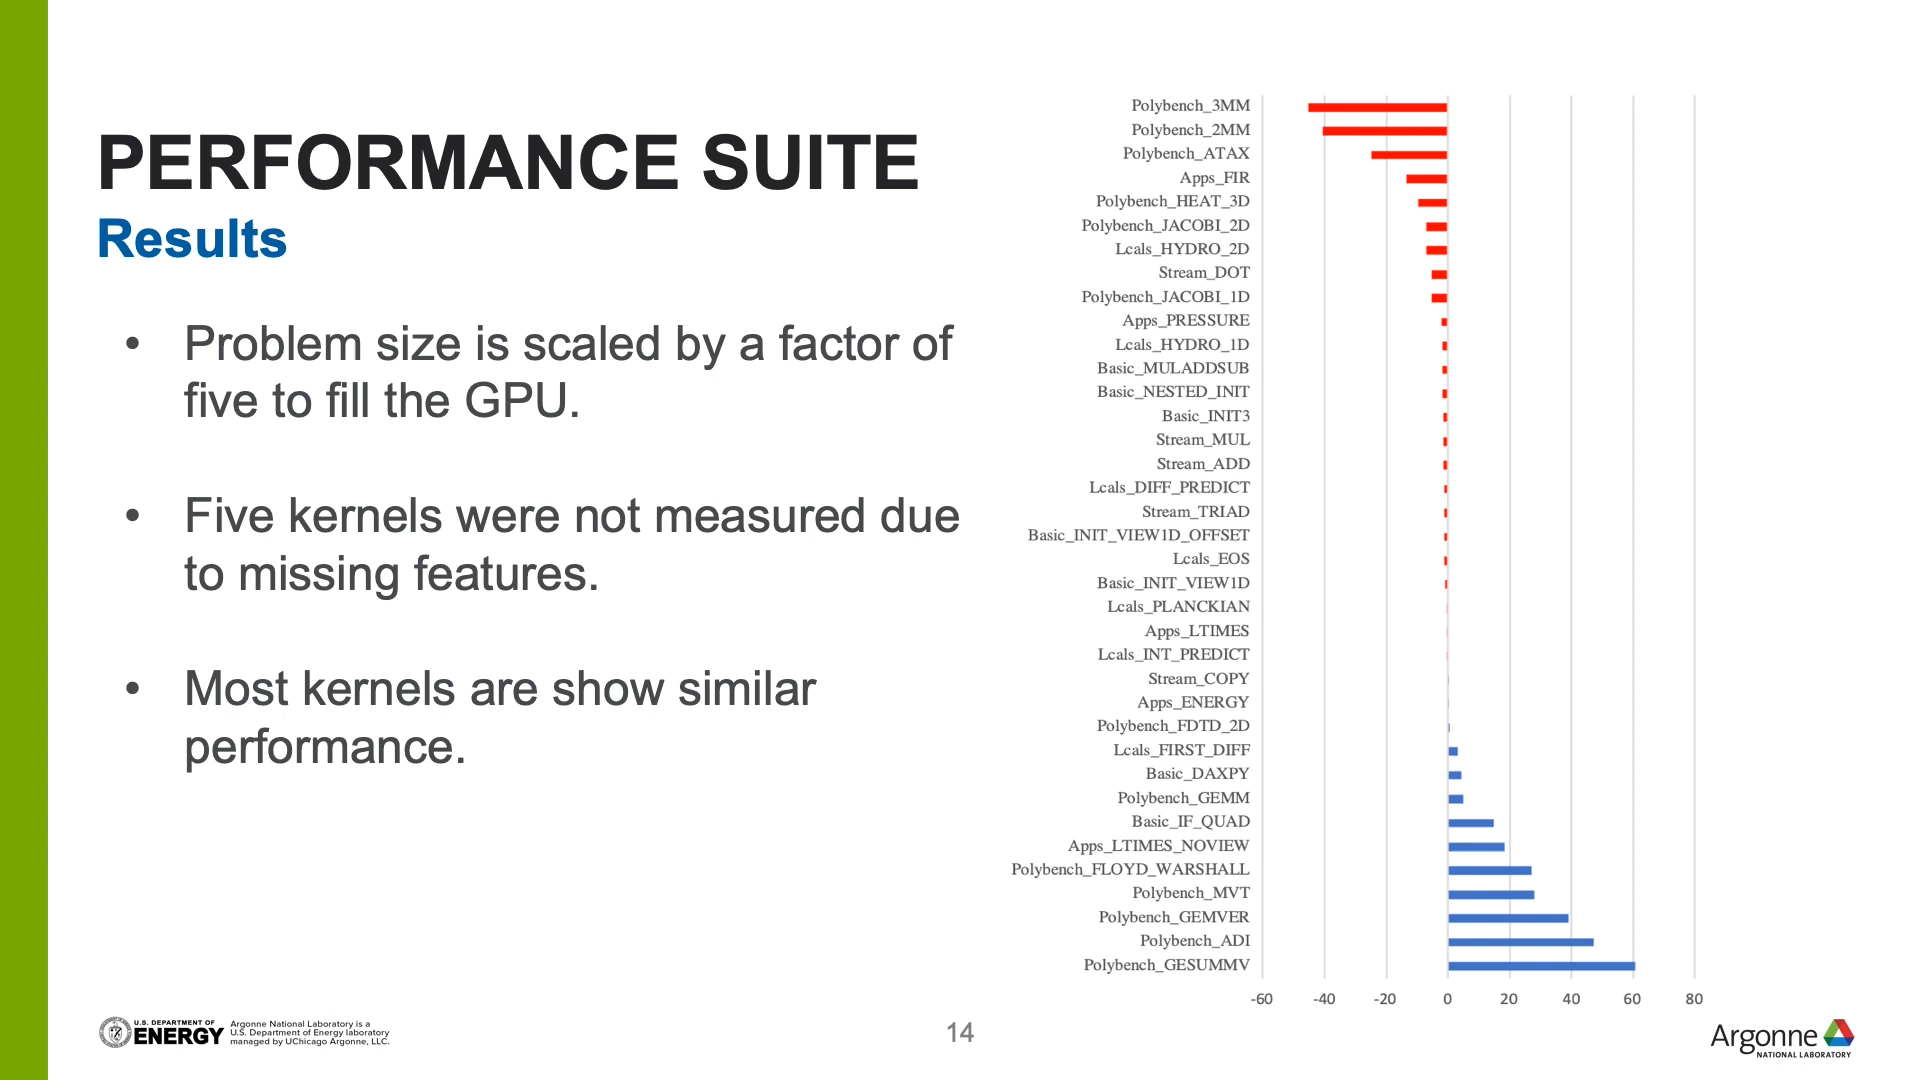 PERFORMANCE SUITE
Results
• Problem size is scaled by a factor of
five to fill the GPU.
• Five kernels were not measured due
to missing features.
• Most kernels are show similar
performance.
Polybench_3MM
Polybench_2MM
Polybench_ATAX
Apps_FIR
Polybench_HEAT_3D
Polybench_JACOBI_2D
Lcals_HYDRO_2D
Stream_DOT
Polybench_JACOBI_1D
Apps_PRESSURE
Lcals_HYDRO_1D
Basic_MULADDSUB
Basic_NESTED_INIT
Basic_INIT3
Stream_MUL
Stream_ADD
Lcals_DIFF_PREDICT
Stream_TRIAD
Basic_INIT_VIEW1D_OFFSET
Lcals_EOS
Basic_INIT_VIEW1D
Lcals_PLANCKIAN
Apps_LTIMES
Lcals_INT_PREDICT
Stream_COPY
Apps_ENERGY
Polybench_FDTD_2D
Lcals_FIRST_DIFF
Basic_DAXPY
Polybench_GEMM
Basic_IF_QUAD
Apps_LTIMES_NOVIEW
Polybench_FLOYD_WARSHALL
Polybench_MVT
Polybench_GEMVER
Polybench_ADI
Polybench_GESUMMV
-60 -40 -20 0 20 40 60 80
U.S. DEPARTMENT OF
ENERGY
Argonne National Laboratory is a
U.S. Department of Energy laboratory
managed by UChicago Argonne, LLC.
14
Argonne
NATIONAL LABORATORY